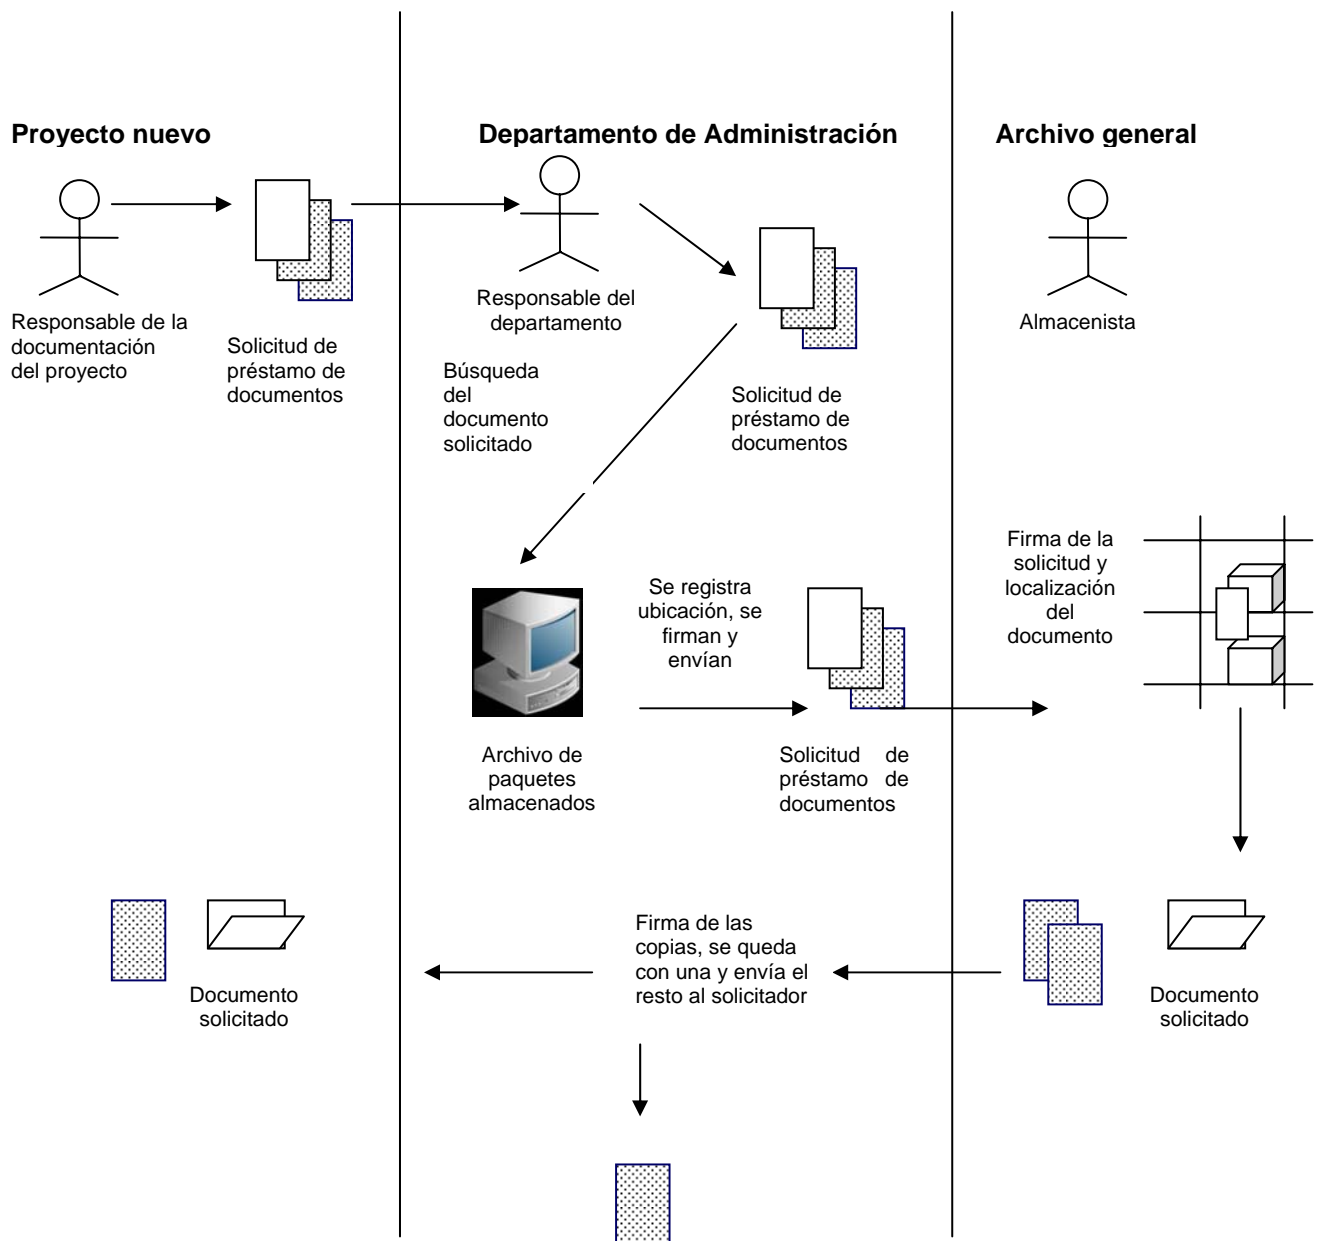 Proyecto nuevo
Departamento de Administración
Archivo general
Responsable de la
documentación
del proyecto
Solicitud de
préstamo de
documentos
Responsable del
departamento
Búsqueda
del
documento
solicitado
Solicitud de
préstamo de
documentos
Almacenista
Se registra
ubicación, se
firman y
envían
Archivo de
paquetes
almacenados
Solicitud de
préstamo de
documentos
Firma de la
solicitud y
localización
del
documento
Documento
solicitado
Firma de las
copias, se queda
con una y envía el
resto al solicitador
Documento
solicitado